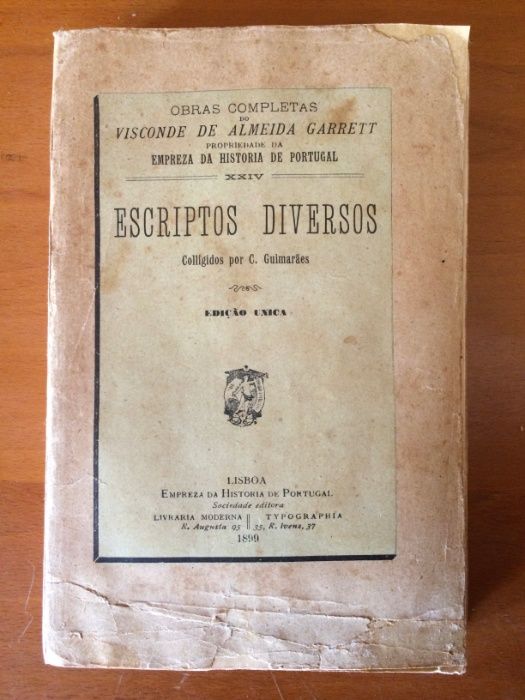 OBRAS COMPLETAS
DO
VISCONDE DE ALMEIDA GARRETT
PROPRIEDADE DA
EMPREZA DA HISTORIA DE PORTUGAL
XXIV
ESCRIPTOS DIVERSOS
Colligidos por C. Guimarães
EDIÇÃO UNICA
LISBOA
EMPREZA DA HISTORIA DE PORTUGAL
Sociedade editora
LIVRARIA MODERNA || TYPOGRAPHIA
R. Augusta 95 || 35, R. Ivens, 37
1899